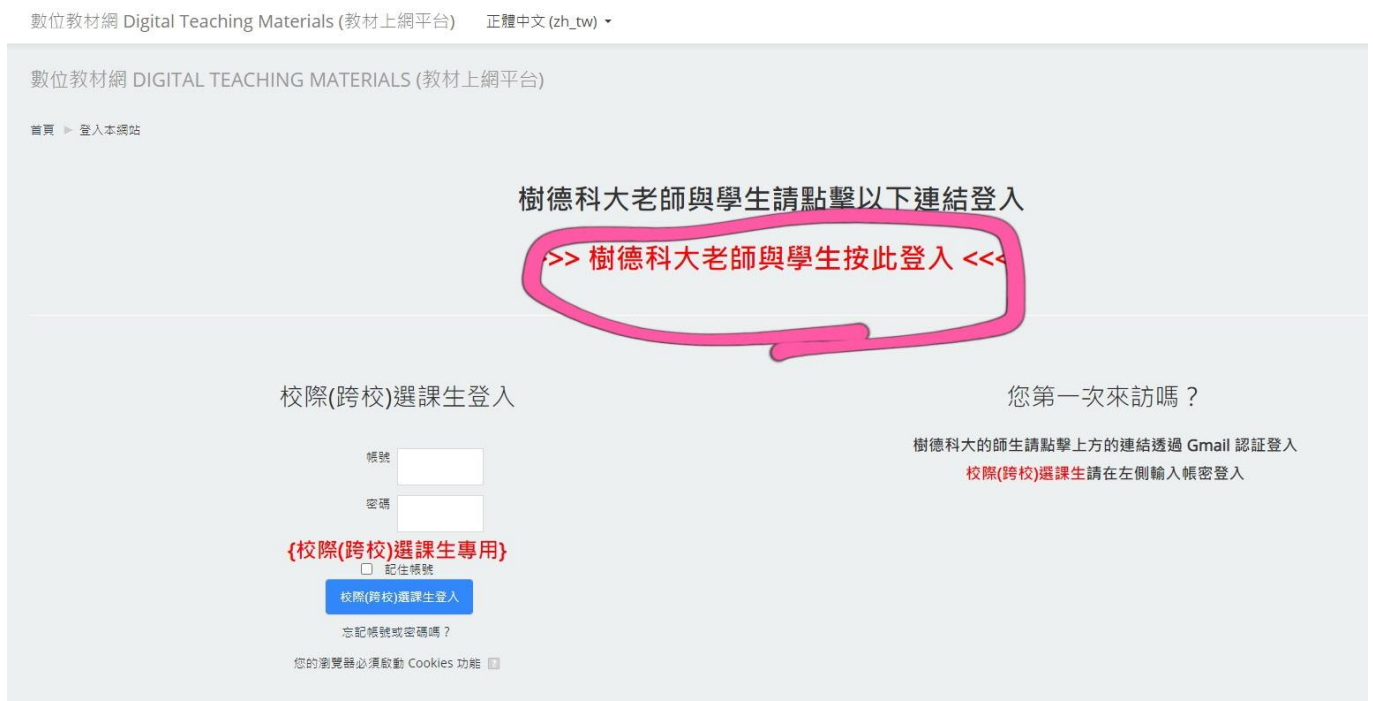 數位教材網 Digital Teaching Materials (教材上網平台) 正體中文 (zh_tw)
數位教材網 DIGITAL TEACHING MATERIALS (教材上網平台)
首頁 ► 登入本網站
樹德科大老師與學生請點擊以下連結登入
>> 樹德科大老師與學生按此登入 <<<
校際(跨校)選課生登入
帳號
密碼
{校際(跨校)選課生專用}
記住帳號
校際(跨校)選課生登入
忘記帳號或密碼嗎？
您的瀏覽器必須啟動 Cookies 功能 ?
您第一次來訪嗎？
樹德科大的師生請點擊上方的連結透過 Gmail 認証登入
校際(跨校)選課生請在左側輸入帳密登入